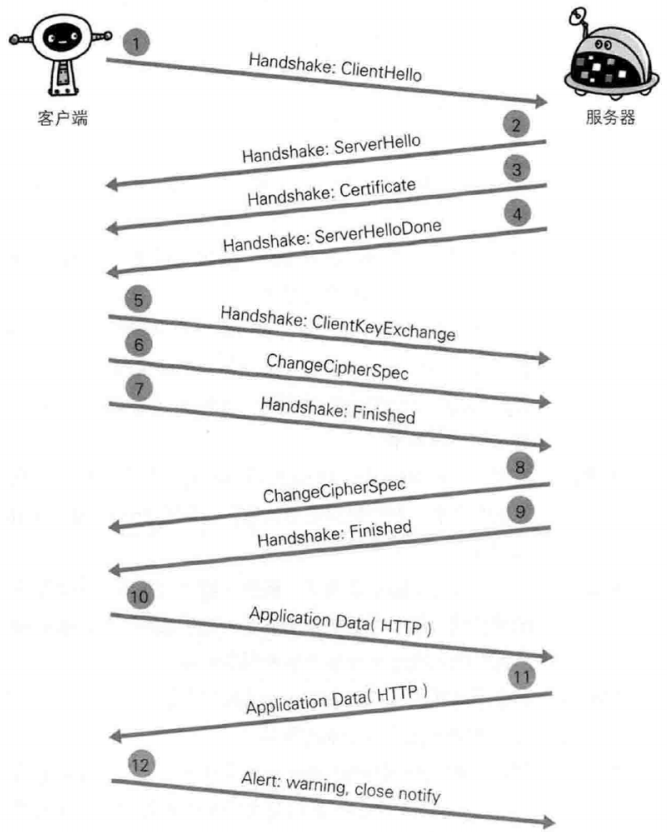 1
Handshake: ClientHello
客户端
服务器
2
Handshake: ServerHello
3
Handshake: Certificate
4
Handshake: ServerHelloDone
5
Handshake: ClientKeyExchange
6
ChangeCipherSpec
7
Handshake: Finished
8
ChangeCipherSpec
9
Handshake: Finished
10
Application Data( HTTP )
11
Application Data( HTTP )
12
Alert: warning, close notify